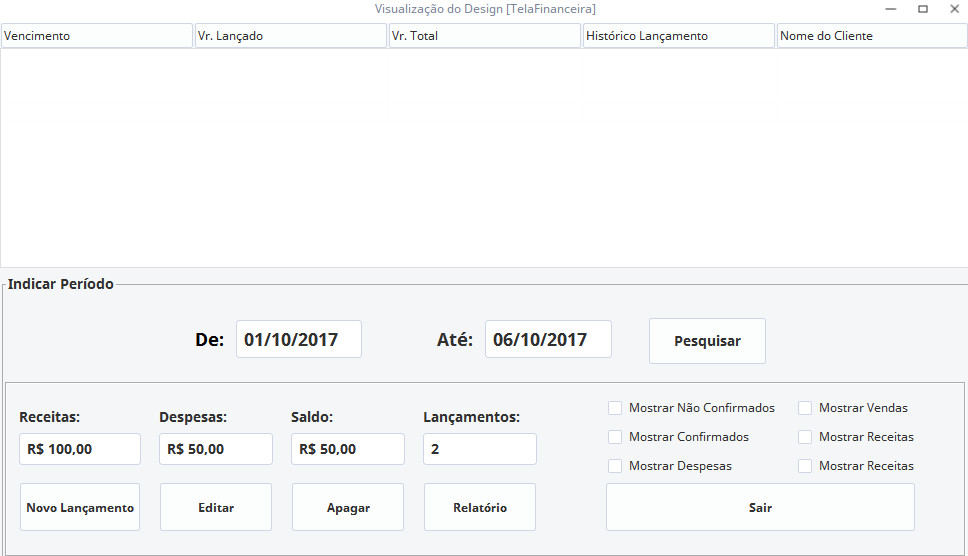 Visualização do Design [TelaFinanceira]
Vencimento Vr. Lançado Vr. Total Histórico Lançamento Nome do Cliente
Indicar Período
De: 01/10/2017 Até: 06/10/2017 Pesquisar
Receitas: Despesas: Saldo: Lançamentos:
R$ 100,00 R$ 50,00 R$ 50,00 2
Mostrar Não Confirmados Mostrar Vendas
Mostrar Confirmados Mostrar Receitas
Mostrar Despesas Mostrar Receitas
Novo Lançamento Editar Apagar Relatório Sair